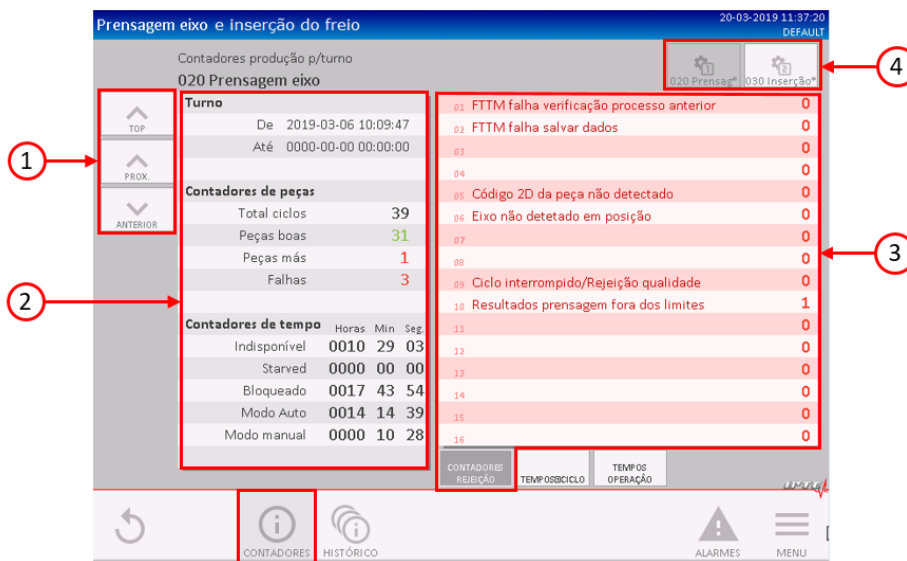 Prensagem eixo e inserção do freio
20-03-2019 11:37:20
DEFAULT
Contadores produção p/turno
020 Prensagem eixo
020 Prensag*
030 Inserção*
4
1
TOP
PROX.
ANTERIOR
2
Turno
De 2019-03-06 10:09:47
Até 0000-00-00 00:00:00
Contadores de peças
Total ciclos 39
Peças boas 31
Peças más 1
Falhas 3
Contadores de tempo Horas Min Seg.
Indisponível 0010 29 03
Starved 0000 00 00
Bloqueado 0017 43 54
Modo Auto 0014 14 39
Modo manual 0000 10 28
01 FTTM falha verificação processo anterior 0
02 FTTM falha salvar dados 0
03 0
04 0
05 Código 2D da peça não detectado 0
06 Eixo não detetado em posição 0
07 0
08 0
09 Ciclo interrompido/Rejeição qualidade 0
10 Resultados prensagem fora dos limites 1
11 0
12 0
13 0
14 0
15 0
16 0
3
CONTADORES
REJEIÇÃO
TEMPOS CICLO
TEMPOS
OPERAÇÃO
CONTADORES
HISTÓRICO
ALARMES
MENU